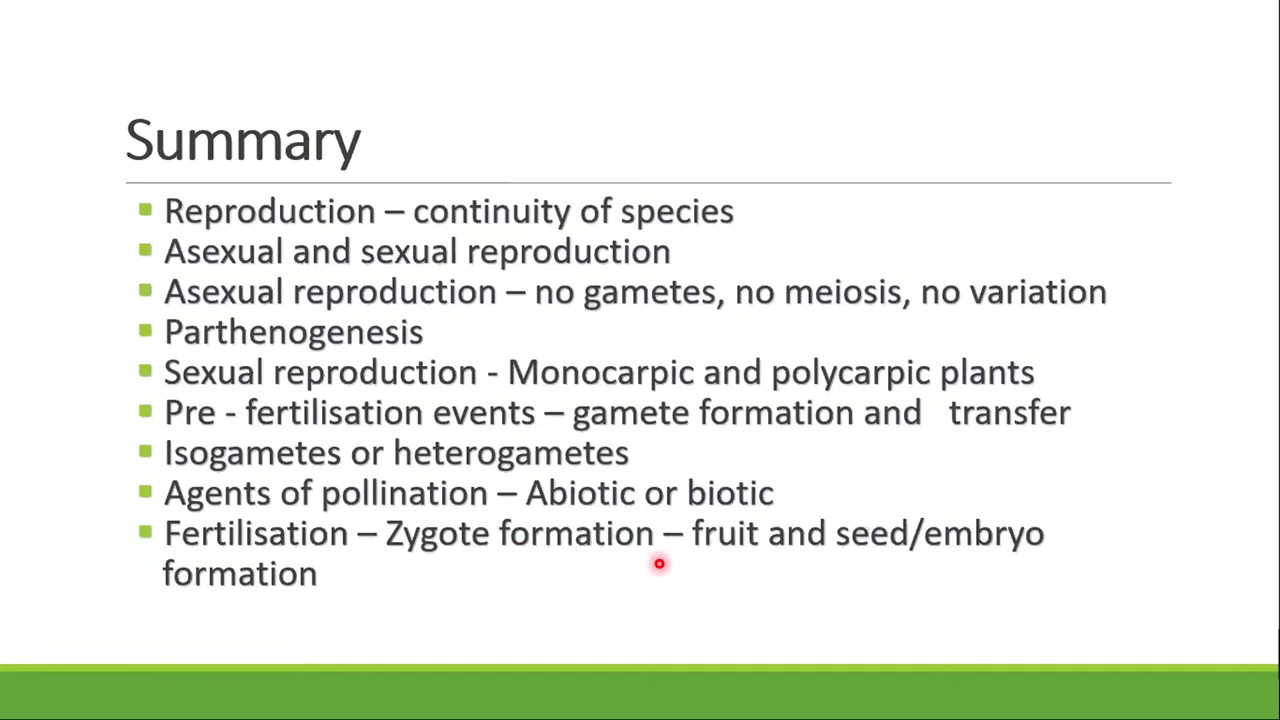 Summary
Reproduction – continuity of species
Asexual and sexual reproduction
Asexual reproduction – no gametes, no meiosis, no variation
Parthenogenesis
Sexual reproduction - Monocarpic and polycarpic plants
Pre - fertilisation events – gamete formation and transfer
Isogametes or heterogametes
Agents of pollination – Abiotic or biotic
Fertilisation – Zygote formation – fruit and seed/embryo
formation